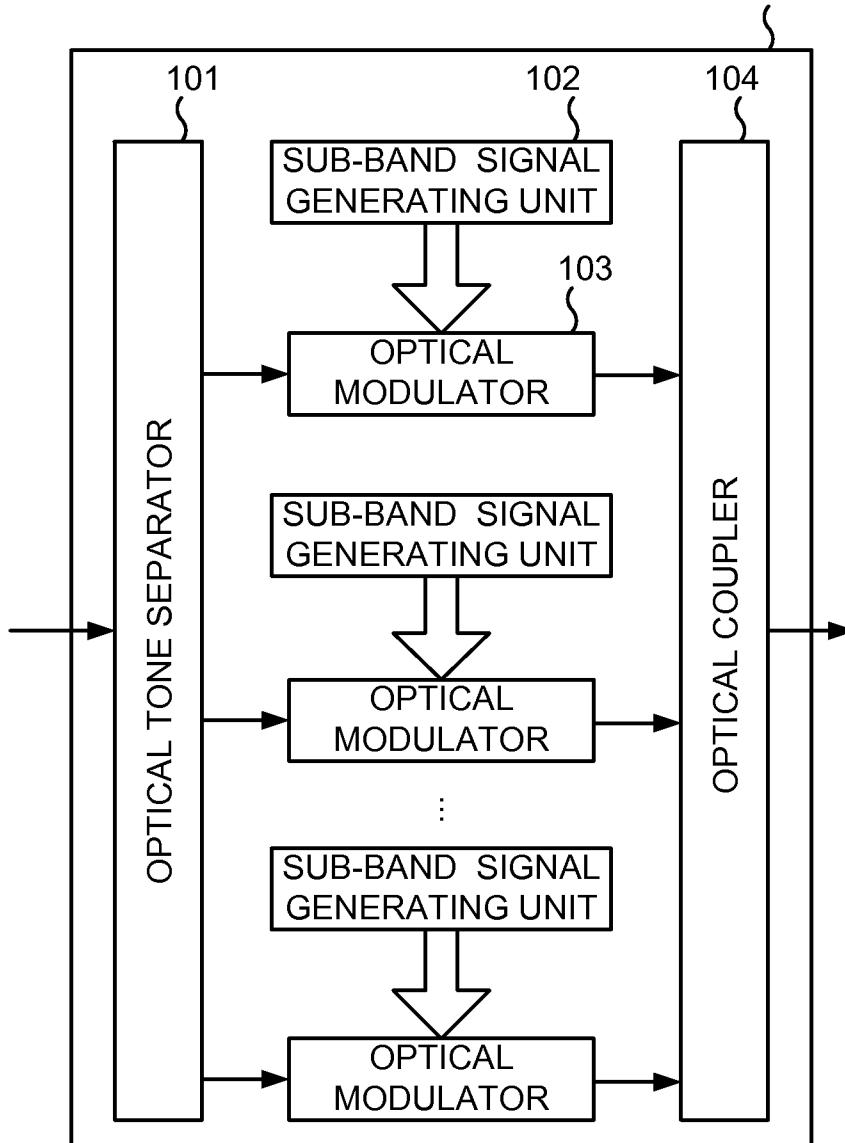 101
102
104
SUB-BAND SIGNAL
GENERATING UNIT
103
OPTICAL
MODULATOR
OPTICAL TONE SEPARATOR
OPTICAL COUPLER
SUB-BAND SIGNAL
GENERATING UNIT
OPTICAL
MODULATOR
...
SUB-BAND SIGNAL
GENERATING UNIT
OPTICAL
MODULATOR